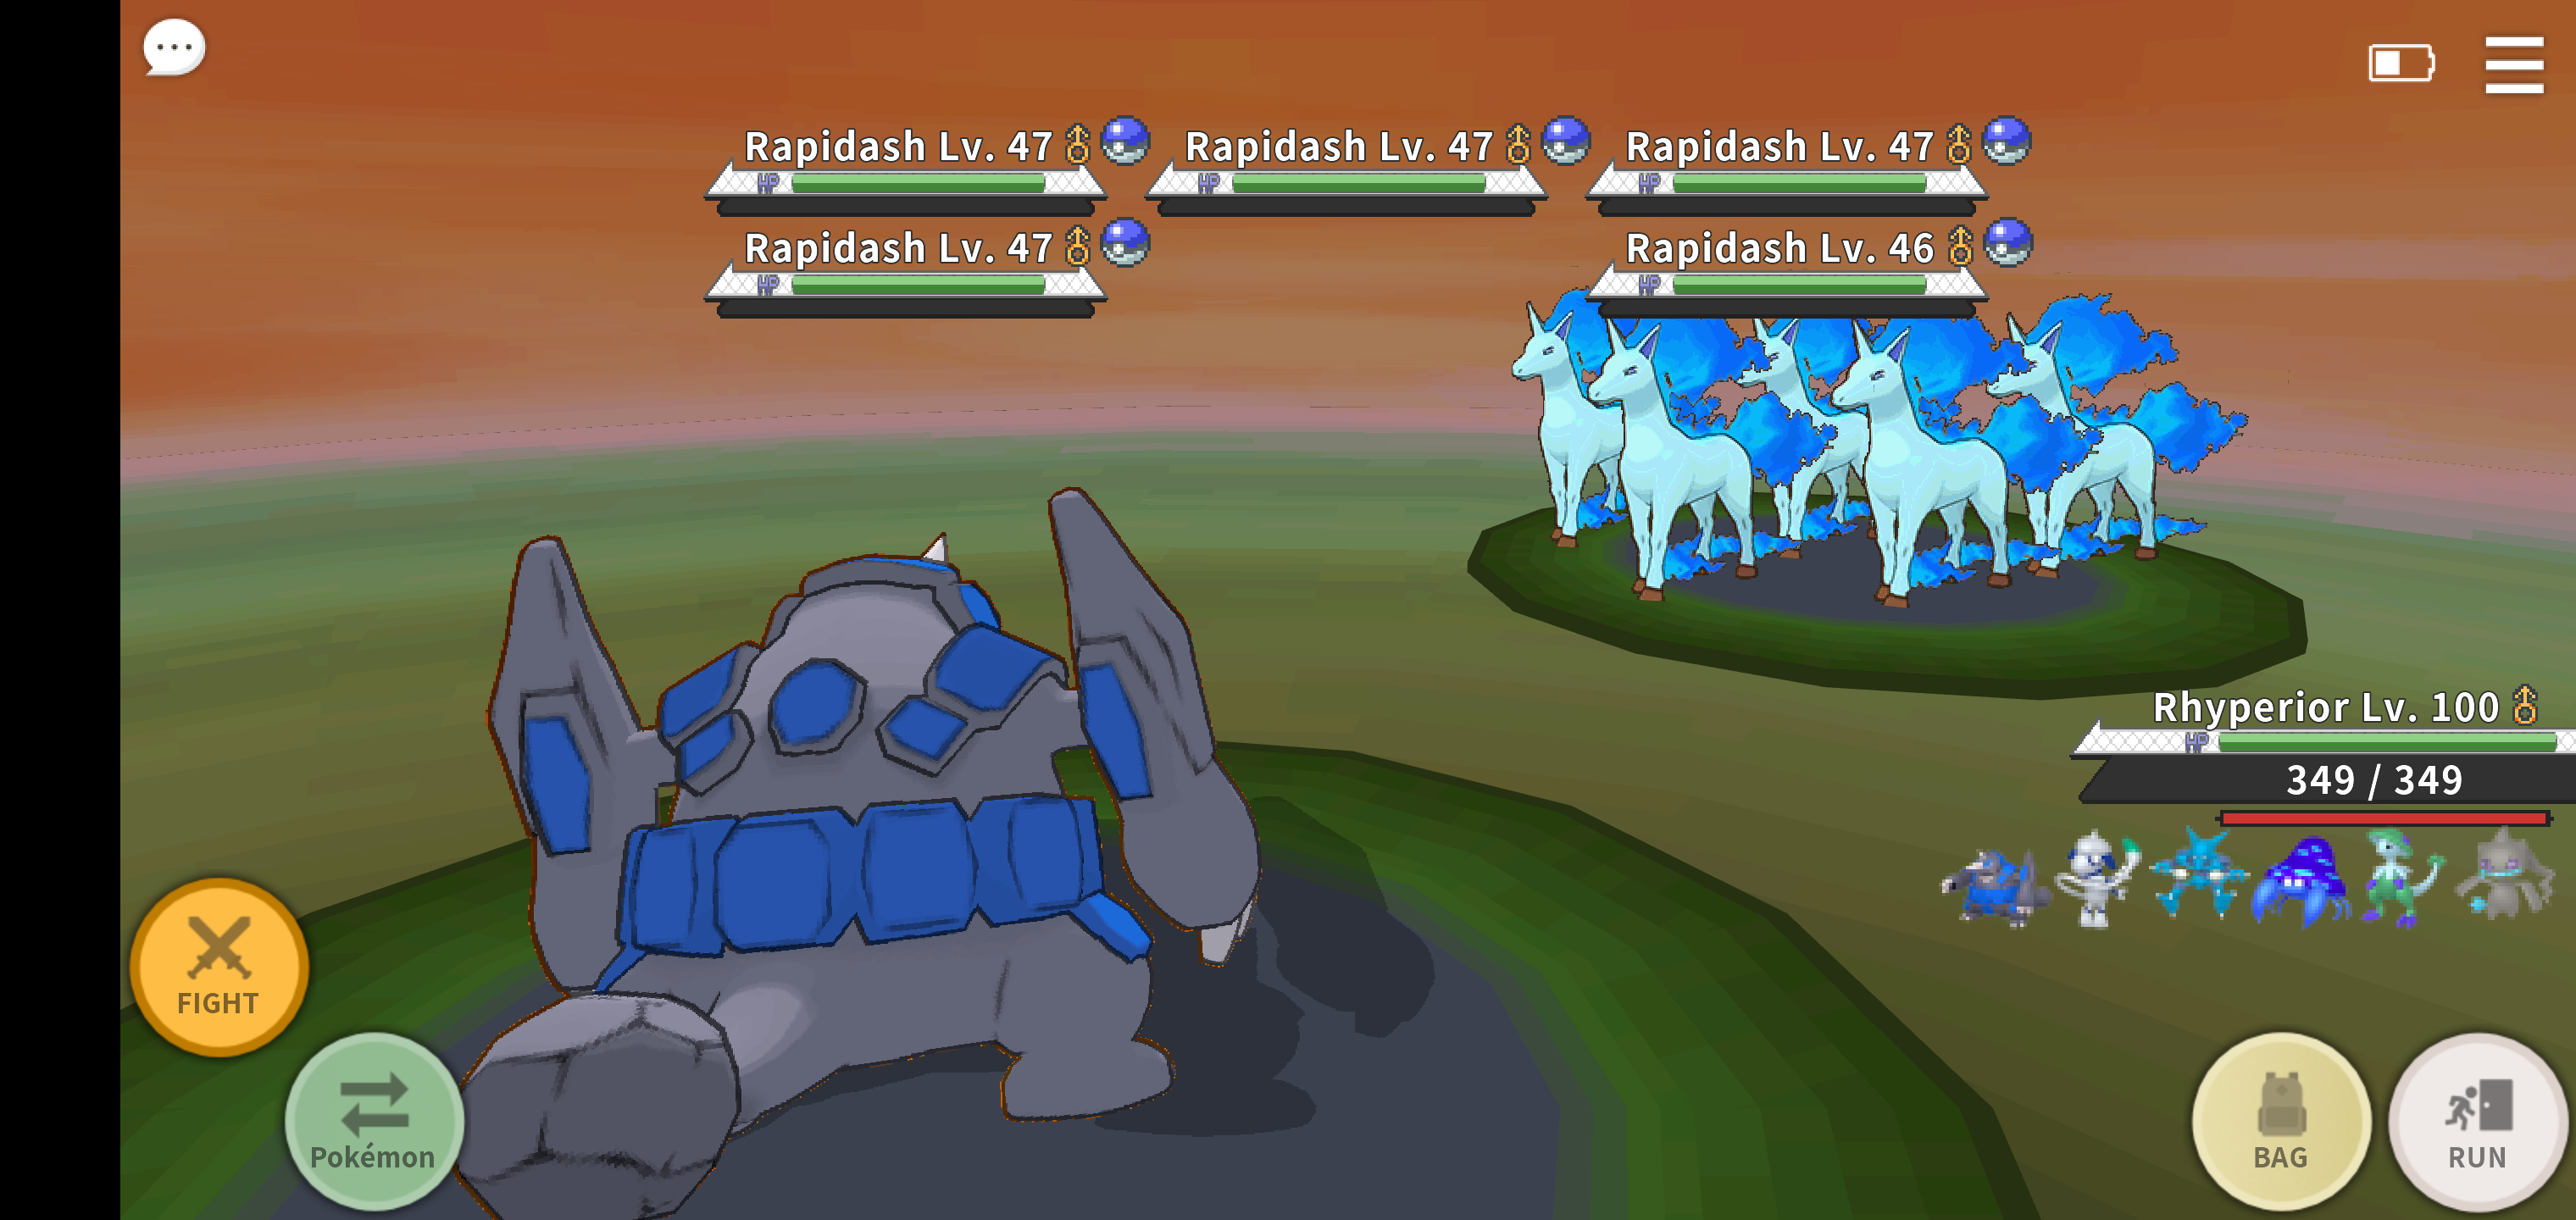 Rapidash Lv. 47
Rapidash Lv. 47
Rapidash Lv. 47
HP
HP
HP
Rapidash Lv. 47
Rapidash Lv. 46
HP
HP
Rhyperior Lv. 100
HP
349 / 349
FIGHT
Pokémon
BAG
RUN